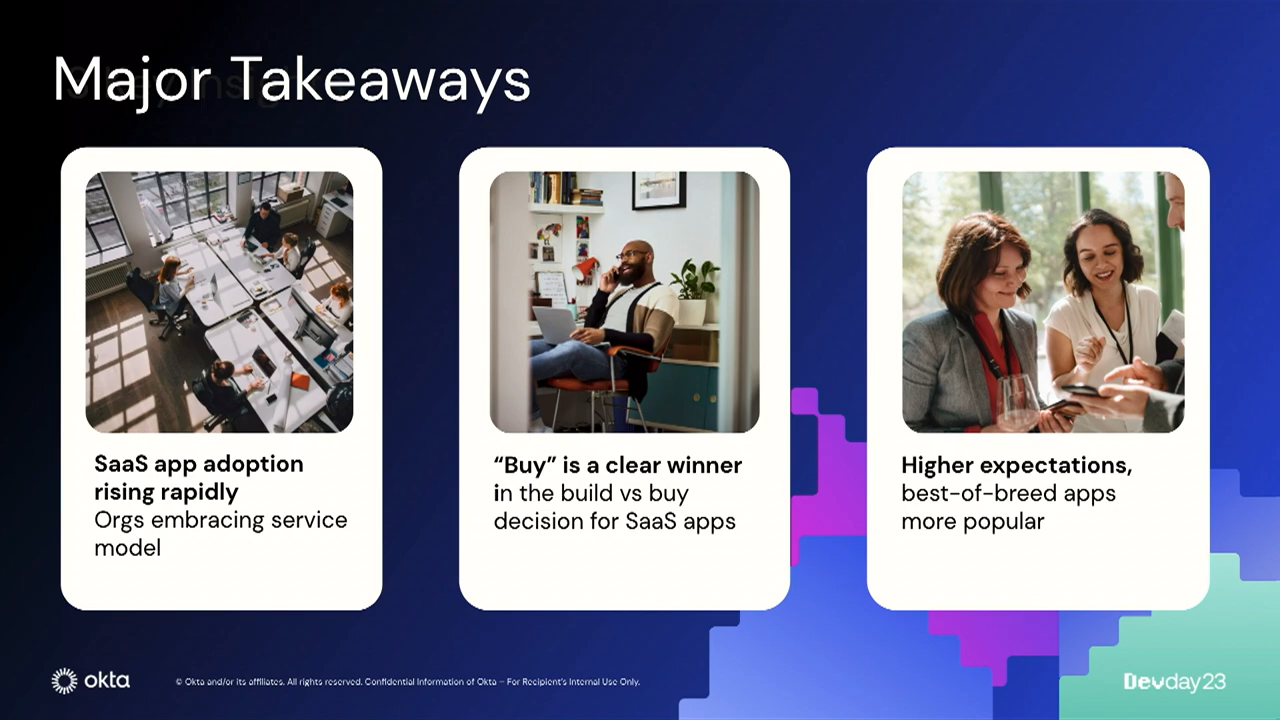 Major Takeaways
SaaS app adoption
rising rapidly
Orgs embracing service
model
“Buy” is a clear winner
in the build vs buy
decision for SaaS apps
Higher expectations,
best-of-breed apps
more popular
okta
© Okta and/or its affiliates. All rights reserved. Confidential Information of Okta – For Recipient's Internal Use Only.
Devday23